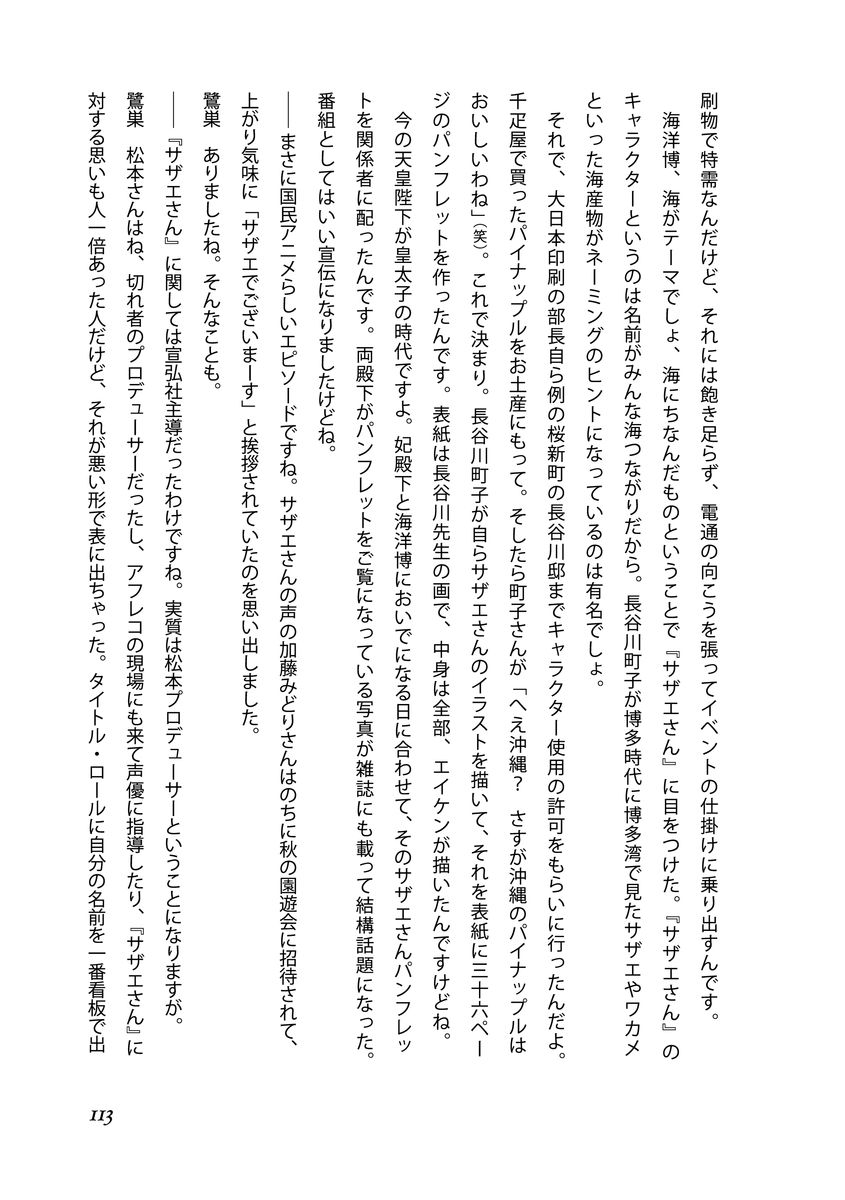 刷物で特需なんだけど、それには飽き足らず、電通の向こうを張ってイベントの仕掛けに乗り出すんです。
海洋博、海がテーマでしょ、海にちなんだものということで『サザエさん』に目をつけた。『サザエさん』の
キャラクターというのは名前がみんな海つながりだから。長谷川町子が博多時代に博多湾で見たサザエやワカメ
といった海産物がネーミングのヒントになっているのは有名でしょ。
それで、大日本印刷の部長自ら例の桜新町の長谷川邸までキャラクター使用の許可をもらいに行ったんだよ。
千疋屋で買ったパイナップルをお土産にもって。そしたら町子さんが「へえ沖縄?　さすが沖縄のパイナップルは
おいしいわね」(笑)。これで決まり。長谷川町子が自らサザエさんのイラストを描いて、それを表紙に三十六ペー
ジのパンフレットを作ったんです。表紙は長谷川先生の画で、中身は全部、エイケンが描いたんですけどね。
今の天皇陛下が皇太子の時代ですよ。妃殿下と海洋博においでになる日に合わせて、そのサザエさんパンフレッ
トを関係者に配ったんです。両殿下がパンフレットをご覧になっている写真が雑誌にも載って結構話題になった。
番組としてはいい宣伝になりましたけどね。
──まさに国民アニメらしいエピソードですね。サザエさんの声の加藤みどりさんはのちに秋の園遊会に招待されて、
上がり気味に「サザエでございまーす」と挨拶されていたのを思い出しました。
鷺巣　ありましたね。そんなことも。
──『サザエさん』に関しては宣弘社主導だったわけですね。実質は松本プロデューサーということになりますが。
鷺巣　松本さんはね、切れ者のプロデューサーだったし、アフレコの現場にも来て声優に指導したり、『サザエさん』に
対する思いも人一倍あった人だけど、それが悪い形で表に出ちゃった。タイトル・ロールに自分の名前を一番看板で出
113